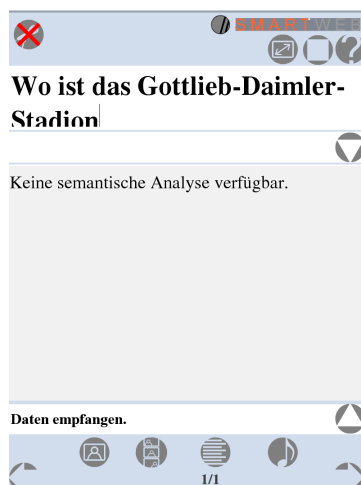 SMARTWEB
?
Wo ist das Gottlieb-Daimler-
Stadion
Keine semantische Analyse verfügbar.
Daten empfangen.
1/1